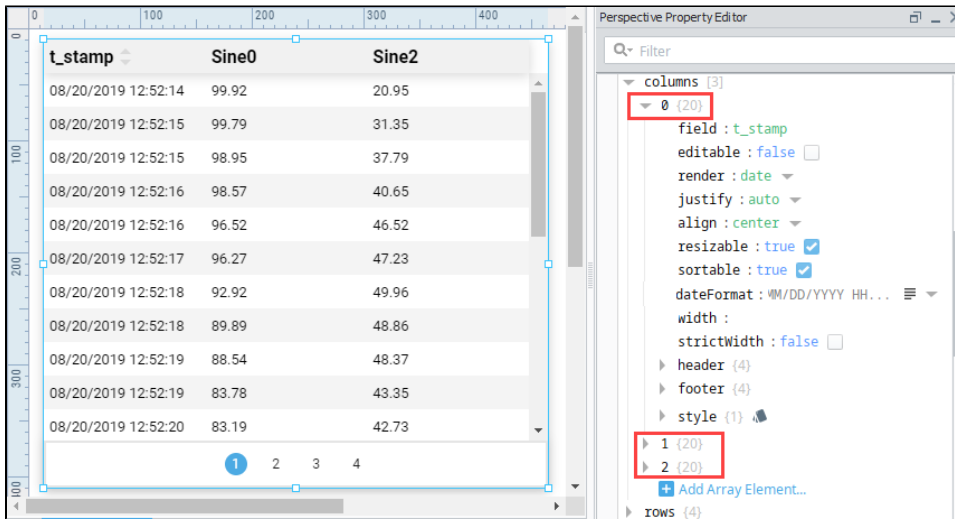 0 100 200 300 400
t_stamp Sine0 Sine2
08/20/2019 12:52:14 99.92 20.95
08/20/2019 12:52:15 99.79 31.35
08/20/2019 12:52:15 98.95 37.79
08/20/2019 12:52:16 98.57 40.65
08/20/2019 12:52:16 96.52 46.52
08/20/2019 12:52:17 96.27 47.23
08/20/2019 12:52:18 92.92 49.96
08/20/2019 12:52:18 89.89 48.86
08/20/2019 12:52:19 88.54 48.37
08/20/2019 12:52:19 83.78 43.35
08/20/2019 12:52:20 83.19 42.73
1 2 3 4
0
100
200
300
Perspective Property Editor
Filter
columns [3]
0 {20}
field : t_stamp
editable : false
render : date
justify : auto
align : center
resizable : true
sortable : true
dateFormat : MM/DD/YYYY HH...
width :
strictWidth : false
header {4}
footer {4}
style {1}
1 {20}
2 {20}
Add Array Element...
rows {4}